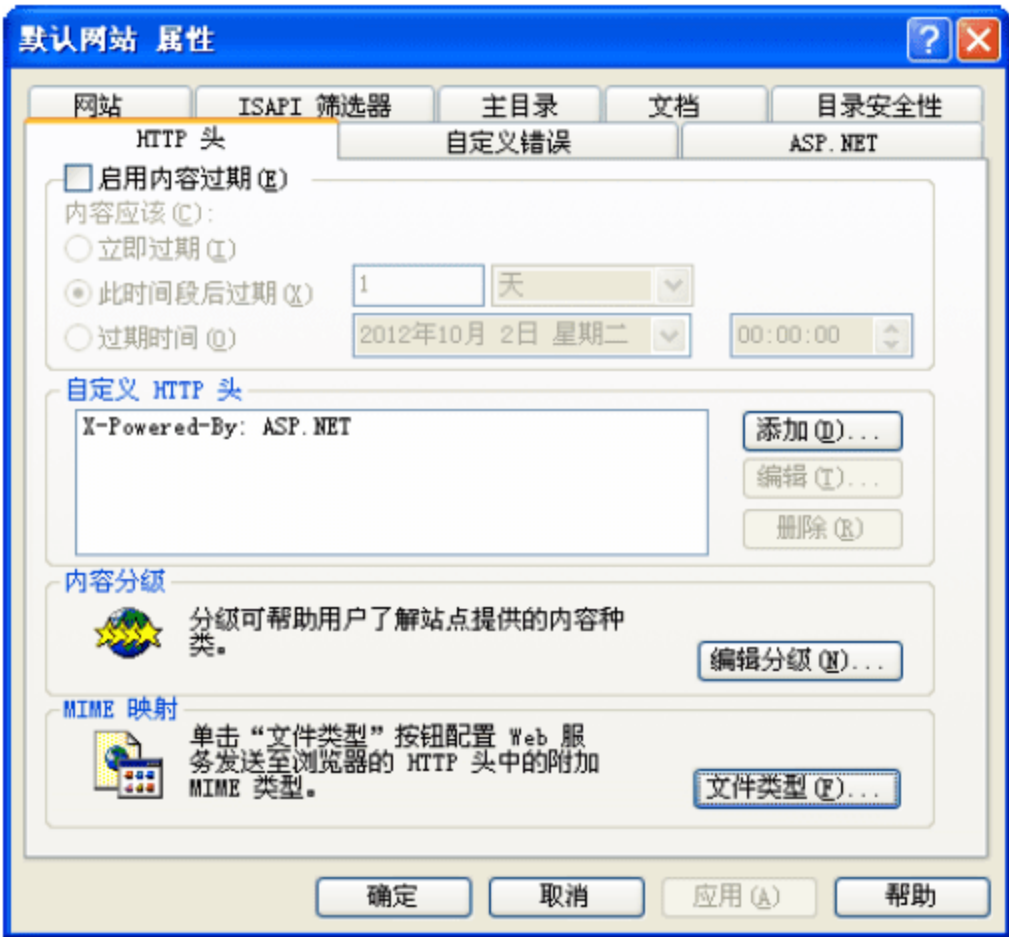 默认网站 属性
网站 ISAPI 筛选器 主目录 文档 目录安全性
HTTP 头 自定义错误 ASP.NET
启用内容过期(E)
内容应该(C):
立即过期(I)
此时间段后过期(X) 1 天
过期时间(O) 2012年10月 2日 星期二 00:00:00
自定义 HTTP 头
X-Powered-By: ASP.NET
添加(D)...
编辑(T)...
删除(R)
内容分级
分级可帮助用户了解站点提供的内容种
类。
编辑分级(N)...
MIME 映射
单击“文件类型”按钮配置 Web 服
务发送至浏览器的 HTTP 头中的附加
MIME 类型。
文件类型(F)...
确定 取消 应用(A) 帮助